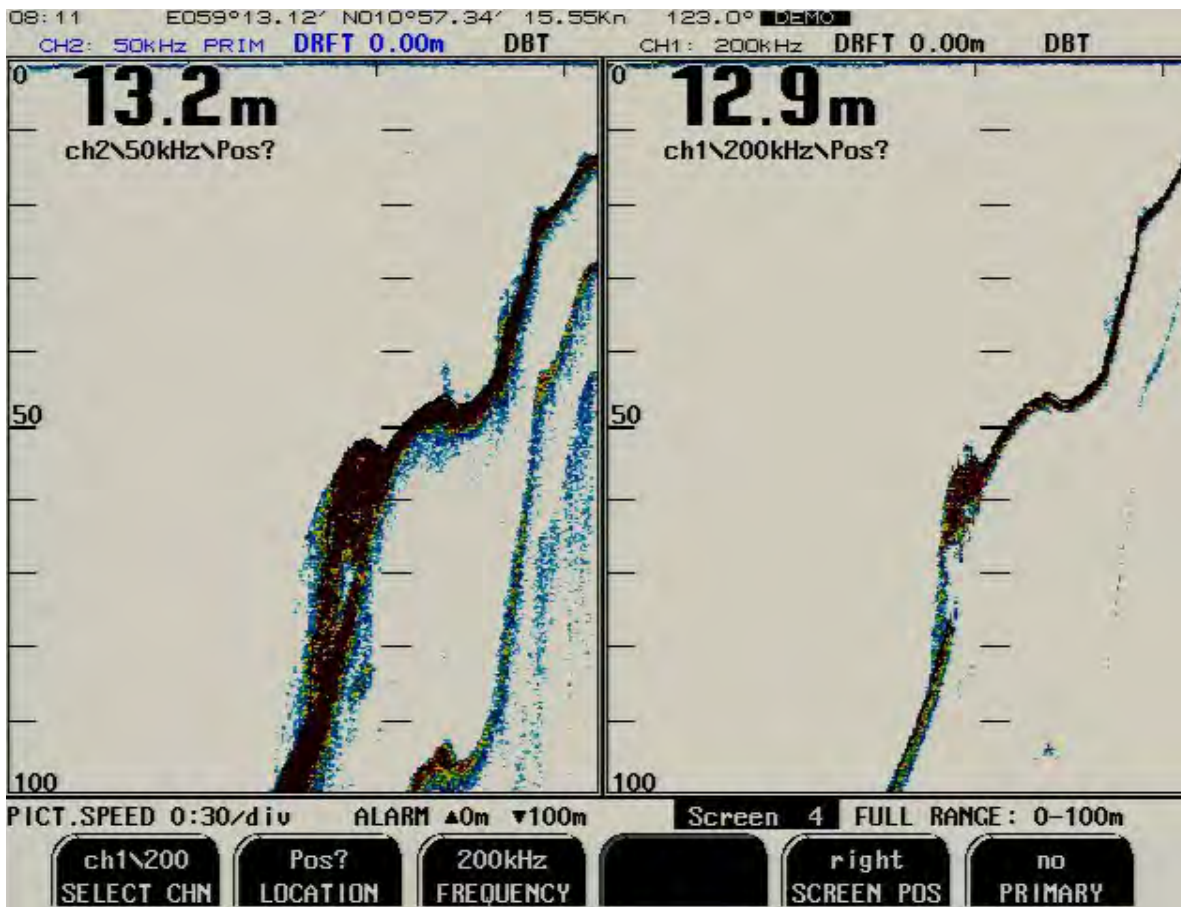 08:11 E059°13.12′ N010°57.34′ 15.55Kn 123.0° DEMO
CH2: 50kHz PRIM DRFT 0.00m DBT
CH1: 200kHz DRFT 0.00m DBT
0
13.2m
ch2\50kHz\Pos?
50
100
0
12.9m
ch1\200kHz\Pos?
50
100
PICT.SPEED 0:30/div ALARM ▲0m ▼100m Screen 4 FULL RANGE: 0-100m
ch1\200 Pos? 200kHz right no
SELECT CHN LOCATION FREQUENCY SCREEN POS PRIMARY